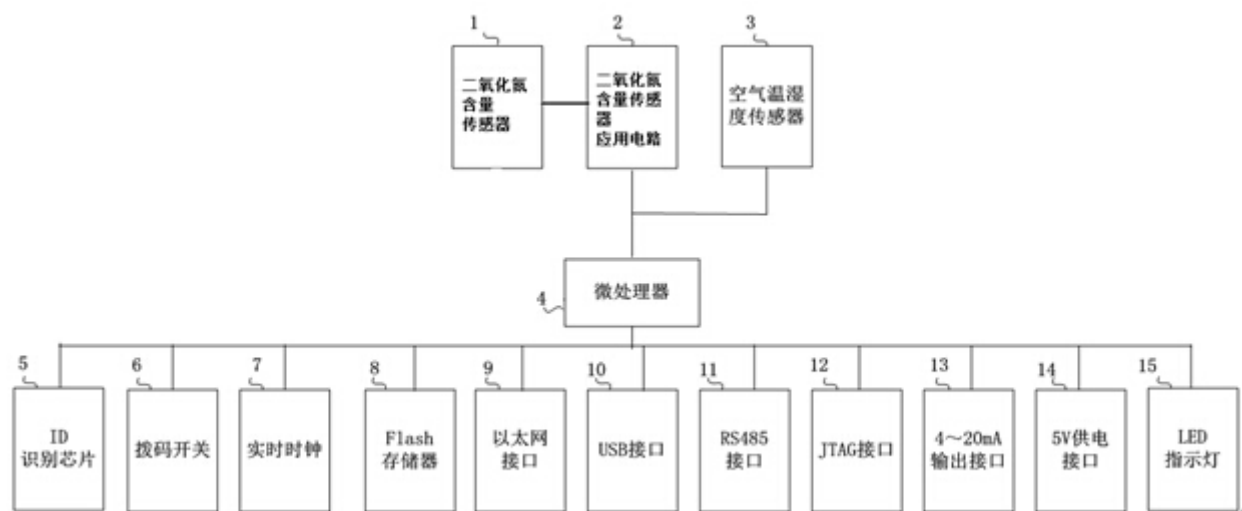 1
二氧化氮
含量
传感器
2
二氧化氮
含量传感
器
应用电路
3
空气温湿
度传感器
4
微处理器
5
ID
识别芯片
6
拨码开关
7
实时时钟
8
Flash
存储器
9
以太网
接口
10
USB接口
11
RS485
接口
12
JTAG接口
13
4～20mA
输出接口
14
5V供电
接口
15
LED
指示灯